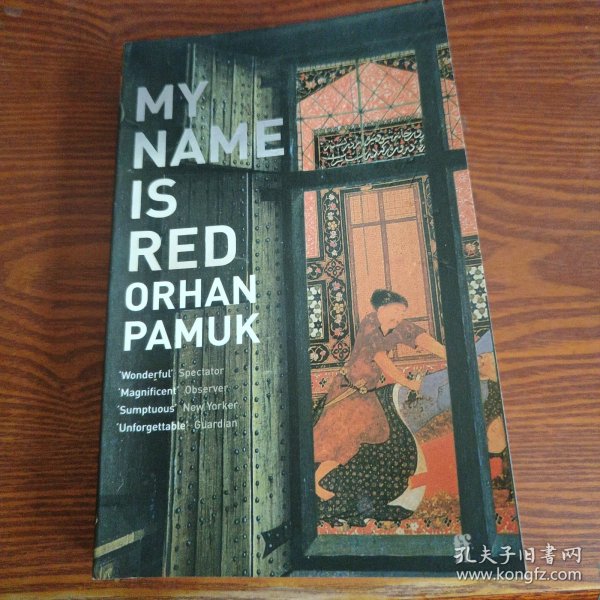 MY
NAME
IS
RED
ORHAN
PAMUK
'Wonderful' Spectator
'Magnificent' Observer
'Sumptuous' New Yorker
'Unforgettable' Guardian
孔夫子旧书网
www.kongfz.com